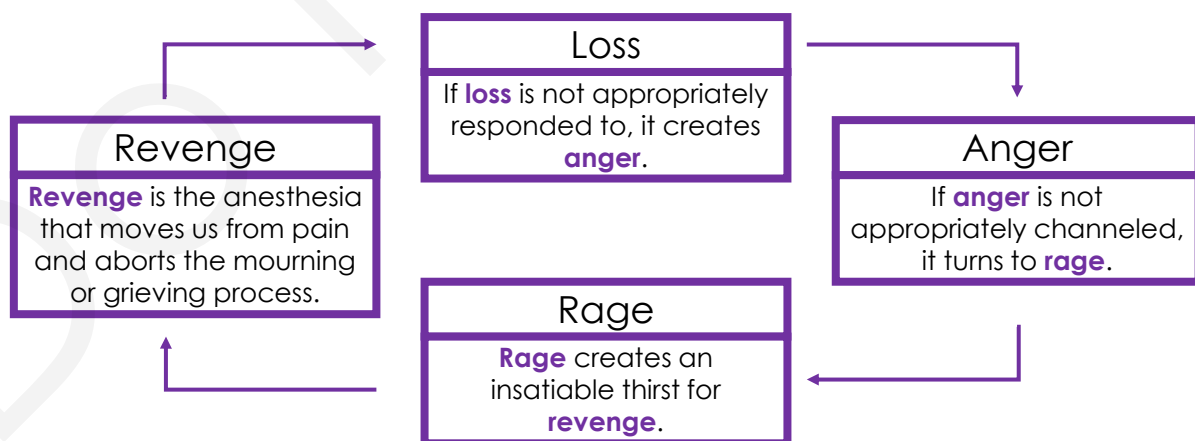 Loss
If loss is not appropriately
responded to, it creates
anger.
Anger
If anger is not
appropriately channeled,
it turns to rage.
Rage
Rage creates an
insatiable thirst for
revenge.
Revenge
Revenge is the anesthesia
that moves us from pain
and aborts the mourning
or grieving process.